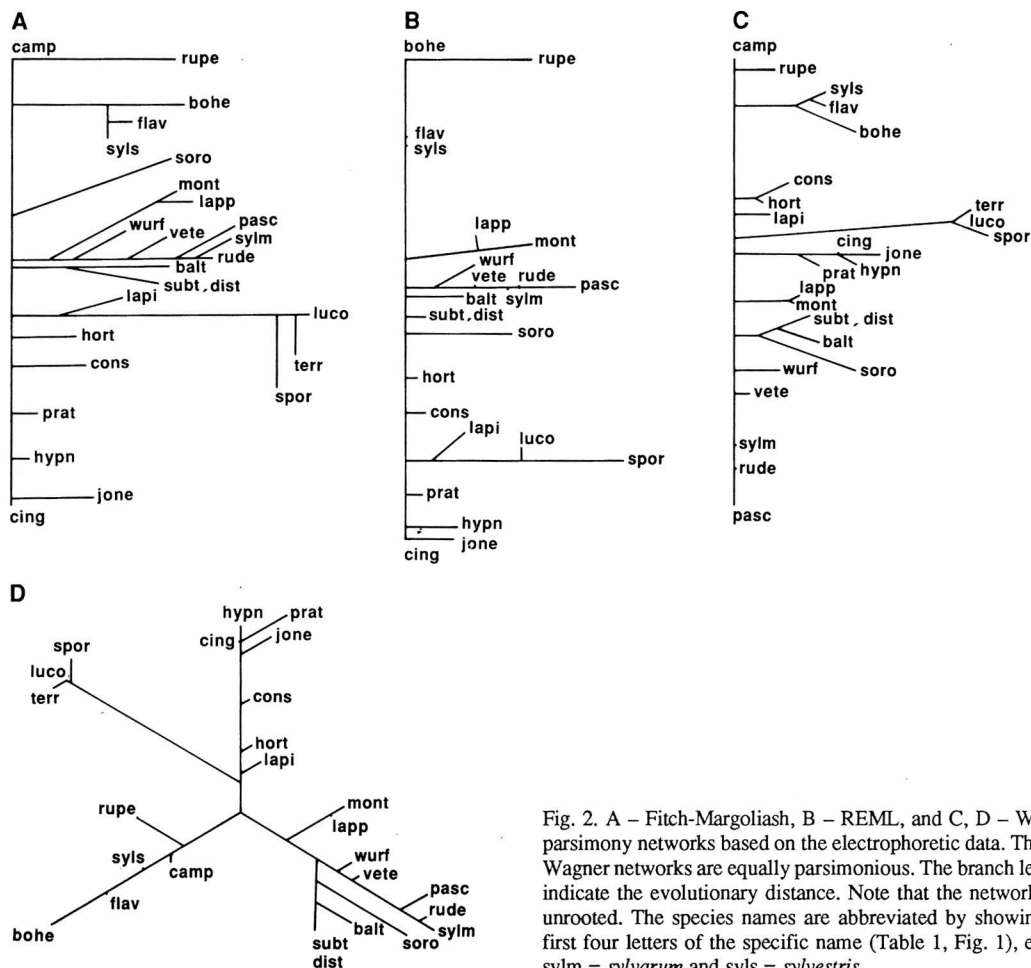 A
camp
rupe
bohe
flav
syls
soro
mont
lapp
wurf
vete
pasc
sylm
rude
balt
subt, dist
lapi
luco
hort
terr
cons
spor
prat
hypn
jone
cing
B
bohe
rupe
flav
syls
lapp
mont
wurf
vete rude
pasc
balt sylm
subt, dist
soro
hort
cons
lapi
luco
spor
prat
hypn
jone
cing
C
camp
rupe
syls
flav
bohe
cons
hort
lapi
terr
luco
spor
cing
jone
prat hypn
lapp
mont
subt, dist
balt
wurf
soro
vete
sylm
rude
pasc
D
hypn
prat
cing
jone
spor
luco
terr
cons
hort
lapi
rupe
mont
lapp
syls
camp
wurf
vete
flav
pasc
rude
bohe
balt
soro
sylm
subt
dist
Fig. 2. A – Fitch-Margoliash, B – REML, and C, D – W
parsimony networks based on the electrophoretic data. Th
Wagner networks are equally parsimonious. The branch le
indicate the evolutionary distance. Note that the network
unrooted. The species names are abbreviated by showin
first four letters of the specific name (Table 1, Fig. 1), e
sylm = sylvarum and syls = sylvestris